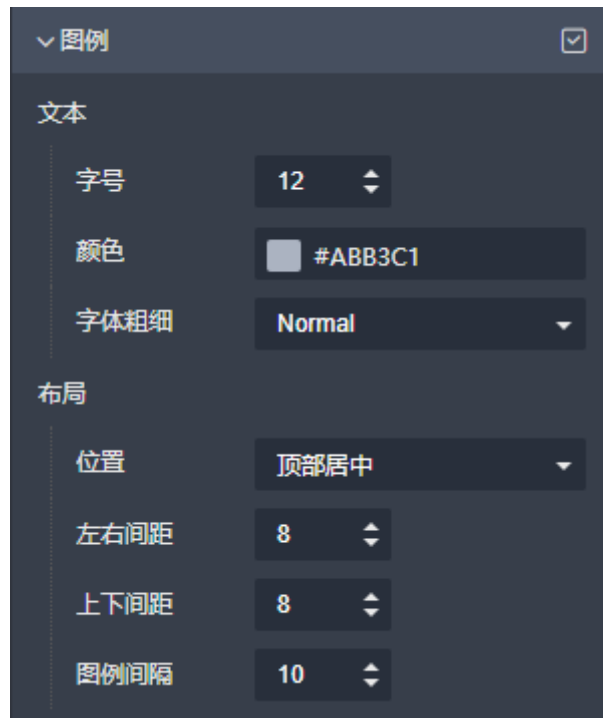 图例
文本
字号 12
颜色 #ABB3C1
字体粗细 Normal
布局
位置 顶部居中
左右间距 8
上下间距 8
图例间隔 10